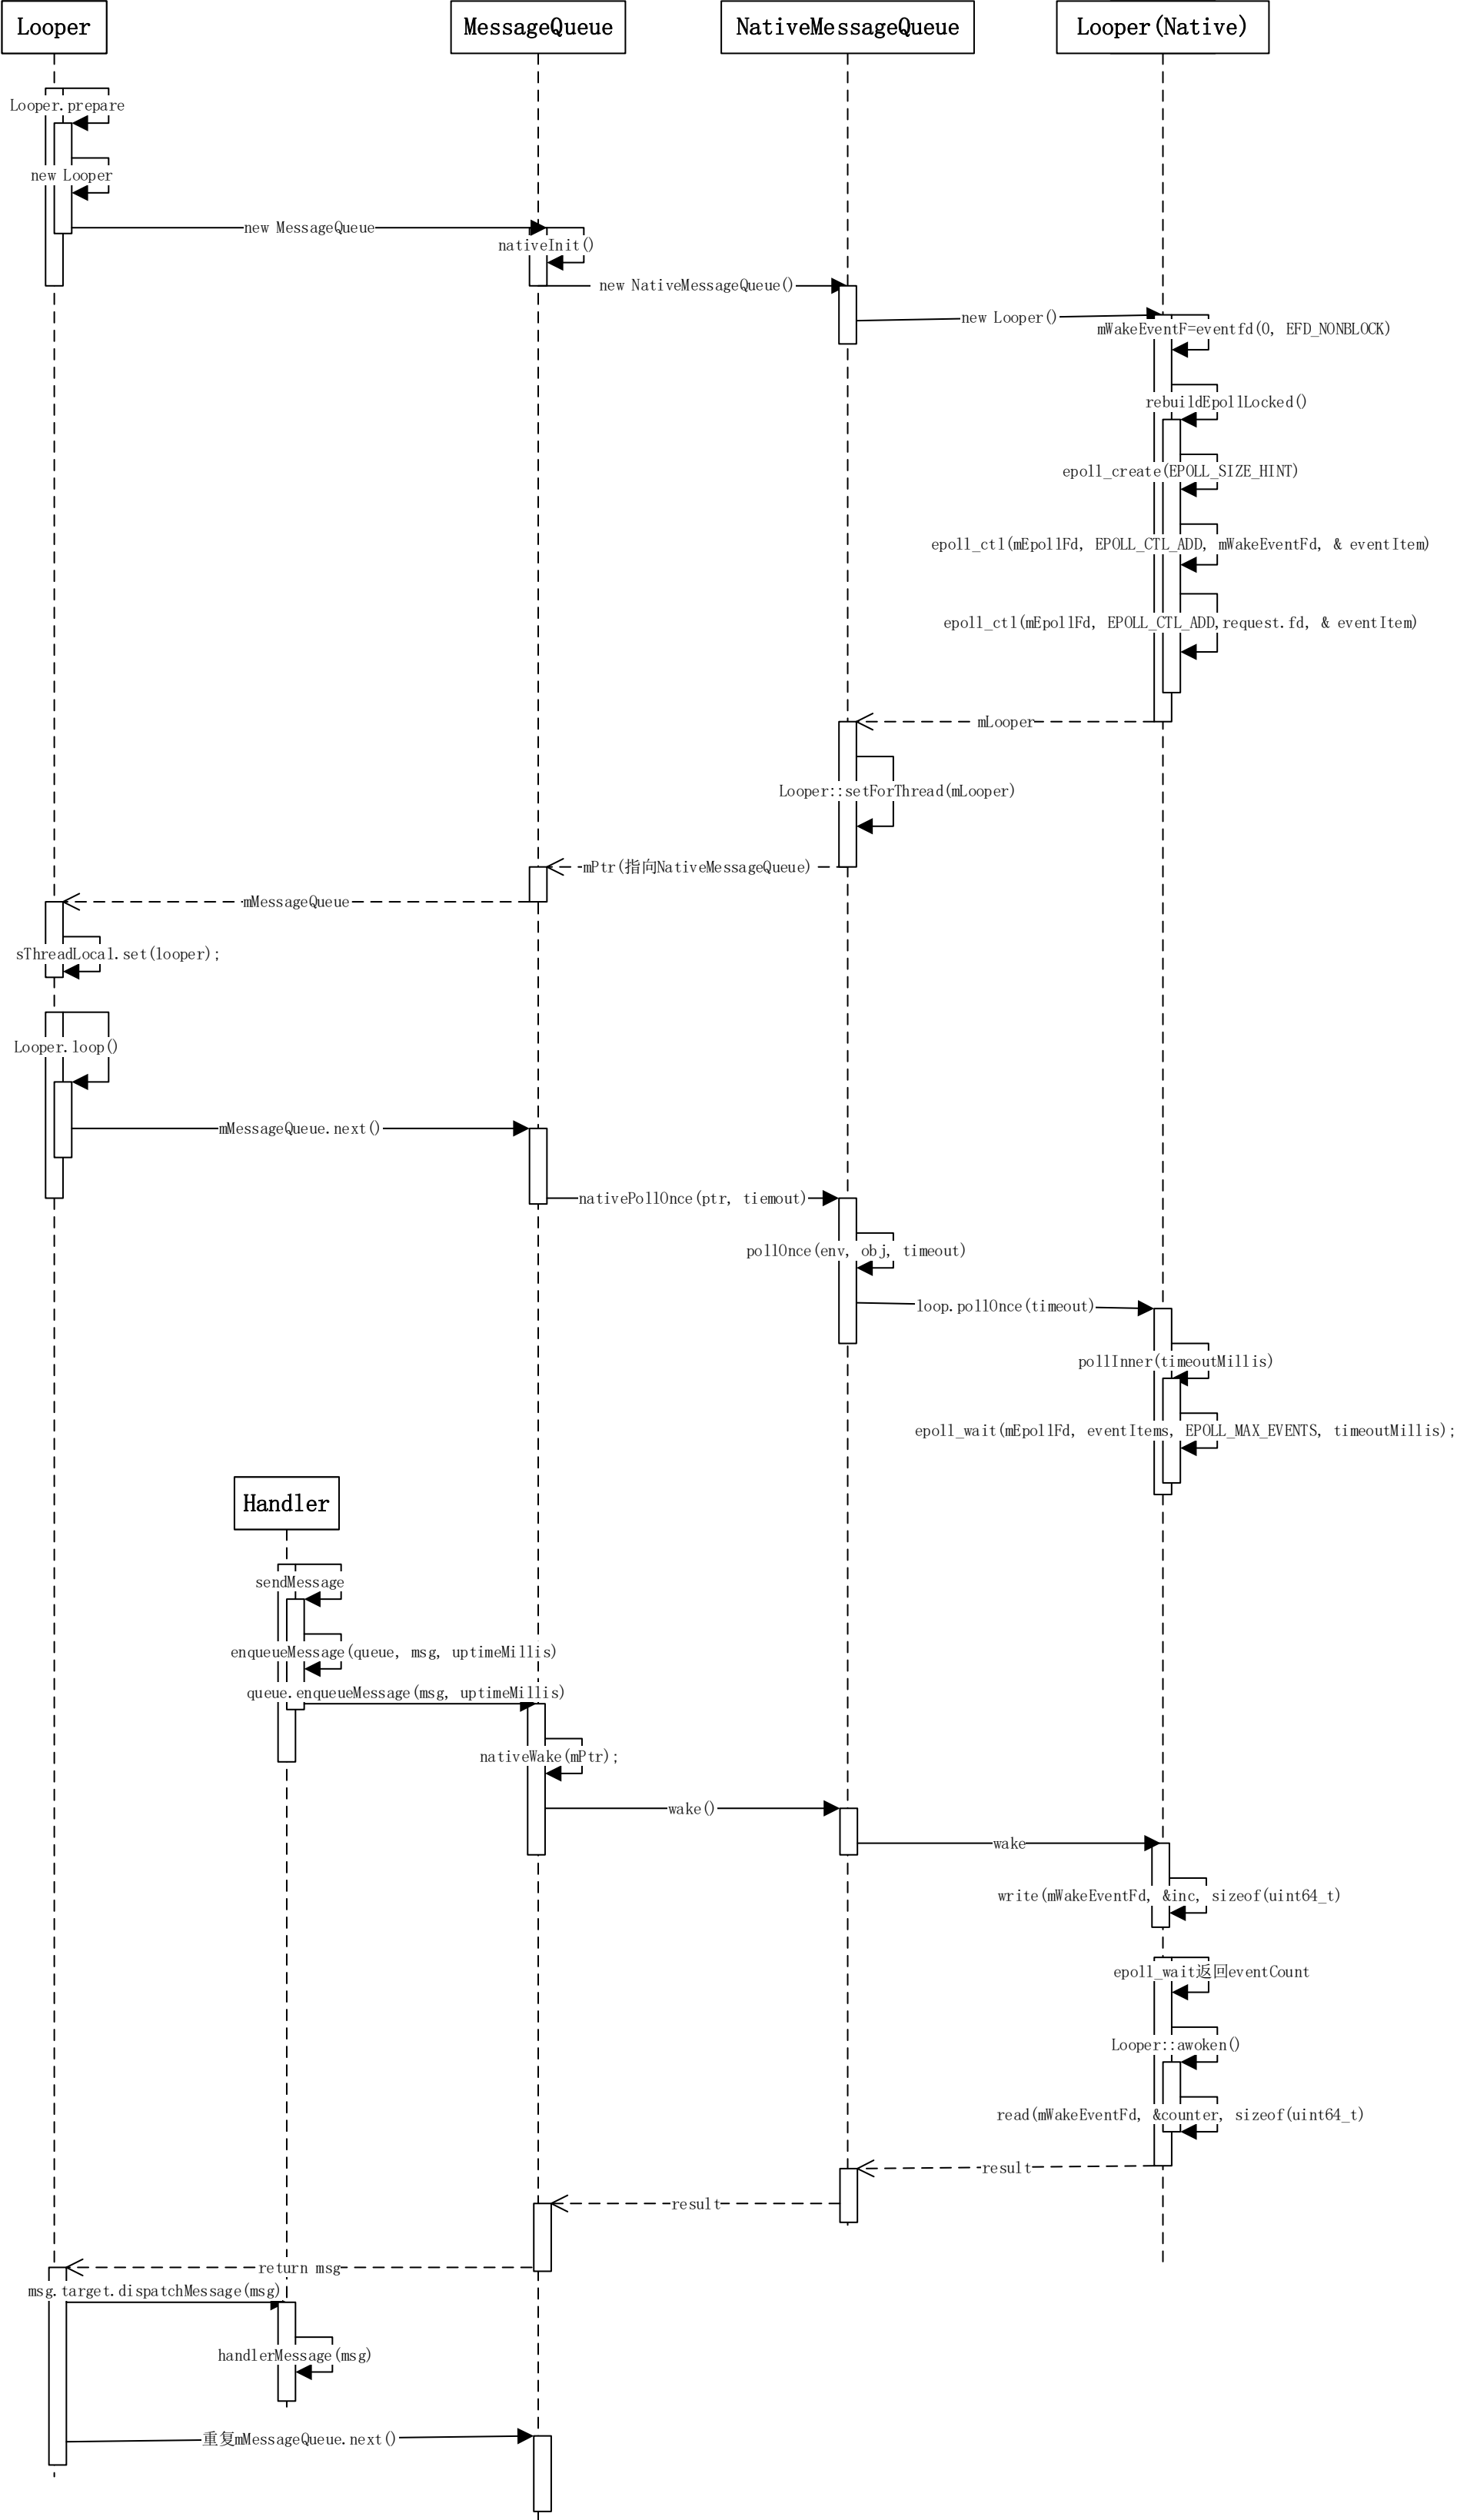 Looper
MessageQueue
NativeMessageQueue
Looper(Native)
Looper.prepare
new Looper
new MessageQueue
nativeInit()
new NativeMessageQueue()
new Looper()
mWakeEventF=eventfd(0, EFD_NONBLOCK)
rebuildEpollLocked()
epoll_create(EPOLL_SIZE_HINT)
epoll_ctl(mEpollFd, EPOLL_CTL_ADD, mWakeEventFd, & eventItem)
epoll_ctl(mEpollFd, EPOLL_CTL_ADD,request.fd, & eventItem)
mLooper
Looper::setForThread(mLooper)
mPtr(指向NativeMessageQueue)
mMessageQueue
sThreadLocal.set(looper);
Looper.loop()
mMessageQueue.next()
nativePollOnce(ptr, tiemout)
pollOnce(env, obj, timeout)
loop.pollOnce(timeout)
pollInner(timeoutMillis)
epoll_wait(mEpollFd, eventItems, EPOLL_MAX_EVENTS, timeoutMillis);
Handler
sendMessage
enqueueMessage(queue, msg, uptimeMillis)
queue.enqueueMessage(msg, uptimeMillis)
nativeWake(mPtr);
wake()
wake
write(mWakeEventFd, &inc, sizeof(uint64_t)
epoll_wait返回eventCount
Looper::awoken()
read(mWakeEventFd, &counter, sizeof(uint64_t)
result
result
return msg
msg.target.dispatchMessage(msg)
handlerMessage(msg)
重复mMessageQueue.next()